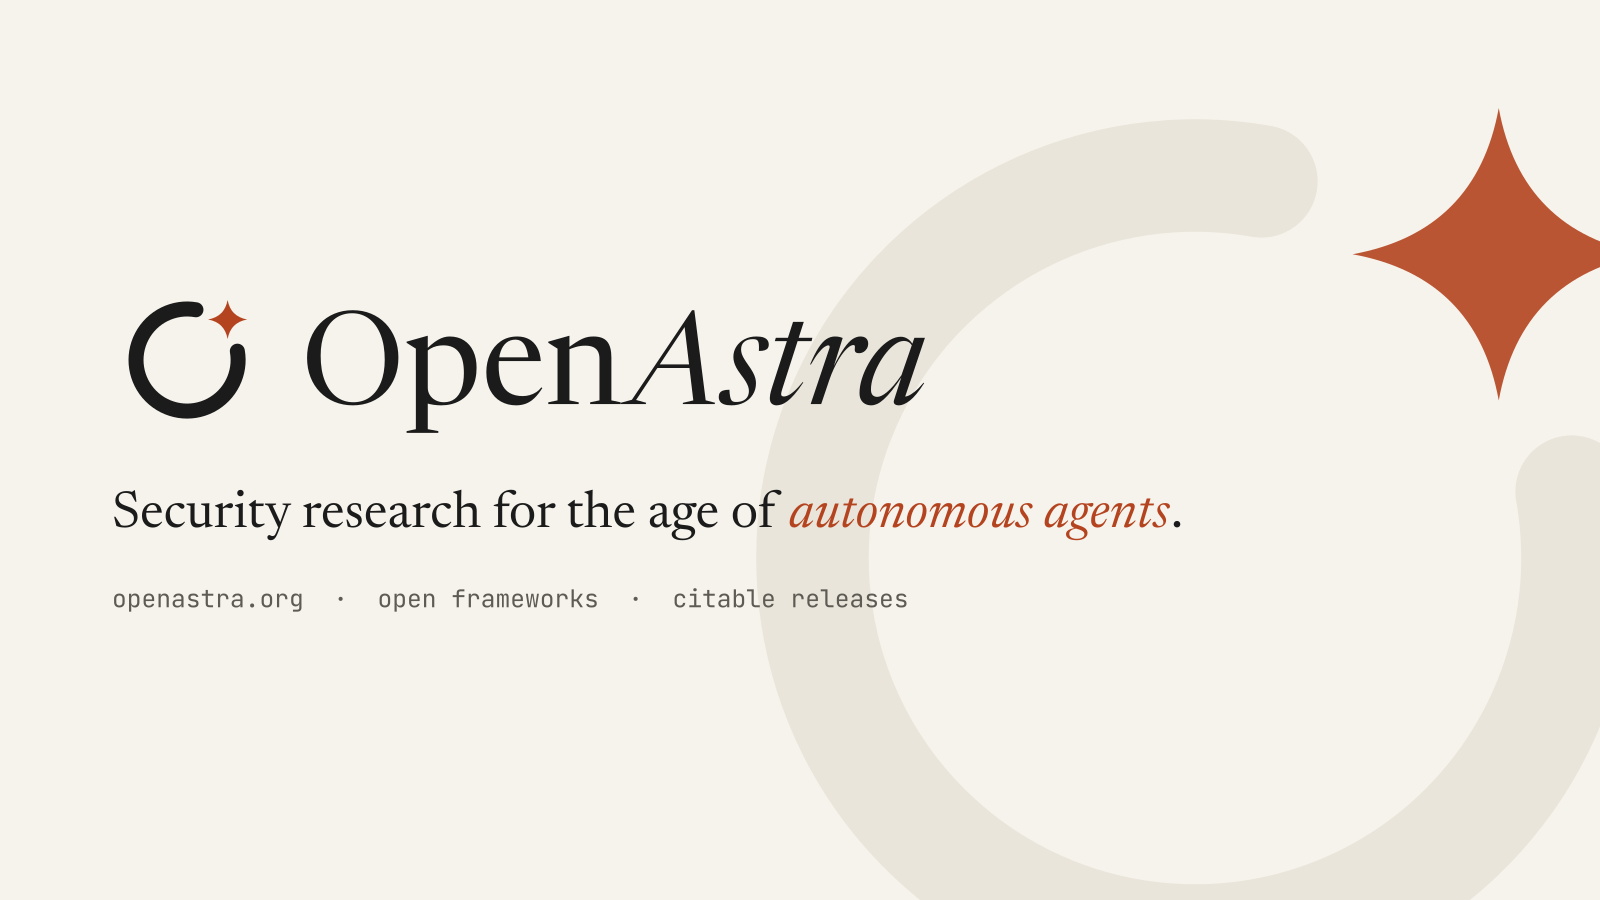 OpenAstra
Security research for the age of autonomous agents.
openastra.org · open frameworks · citable releases